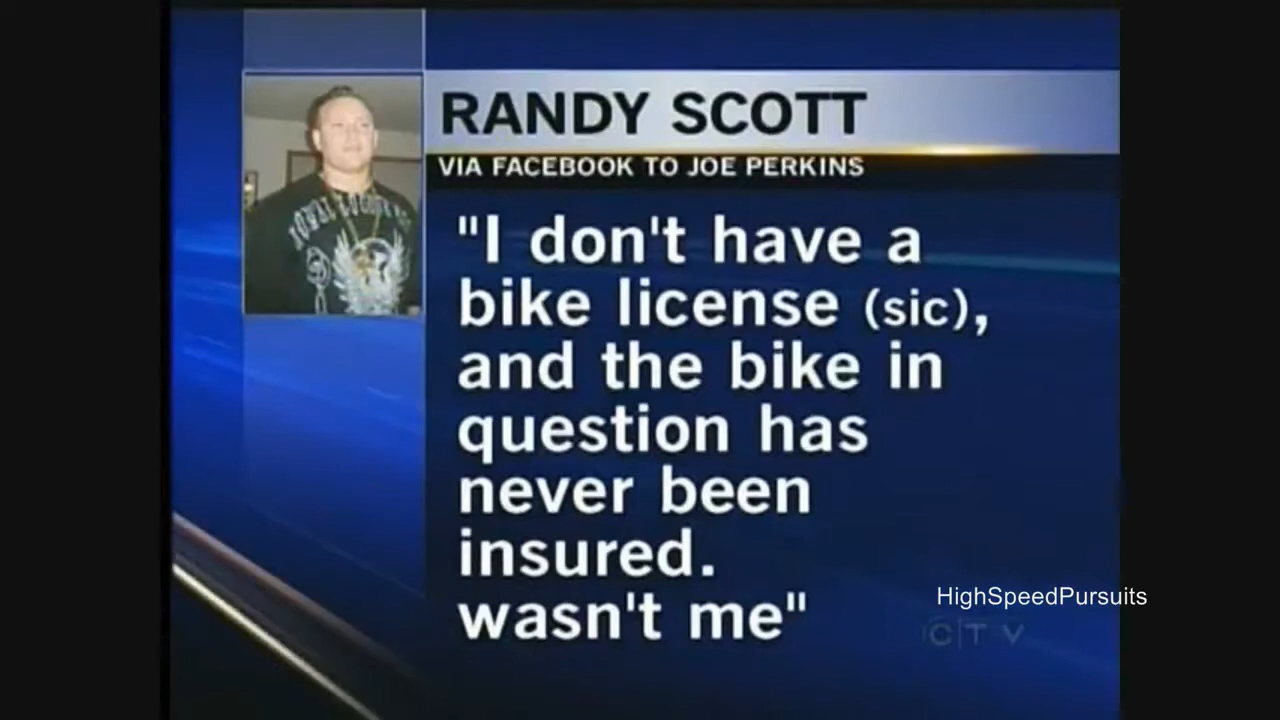 RANDY SCOTT
VIA FACEBOOK TO JOE PERKINS
"I don't have a
bike license (sic),
and the bike in
question has
never been
insured.
wasn't me"
HighSpeedPursuits
CTV